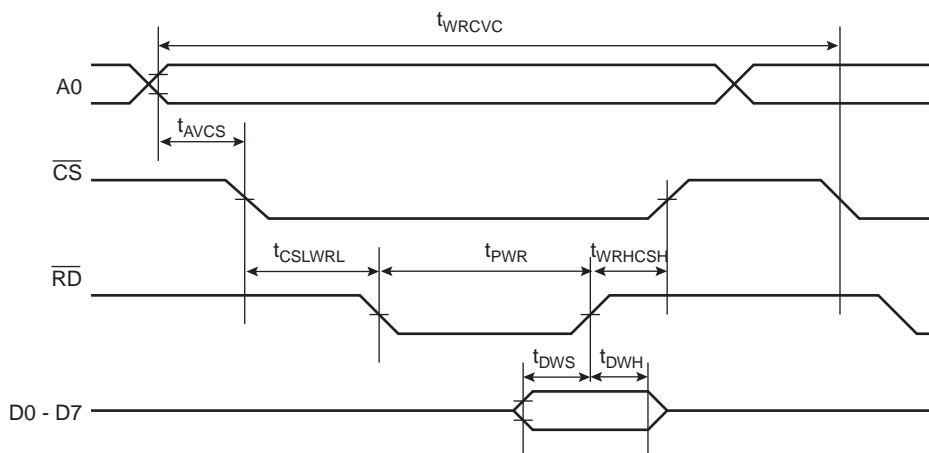 tWRCVC
A0
tAVCS
CS
tCSLWRL tPWR tWRHCSH
RD
tDWS tDWH
D0 - D7